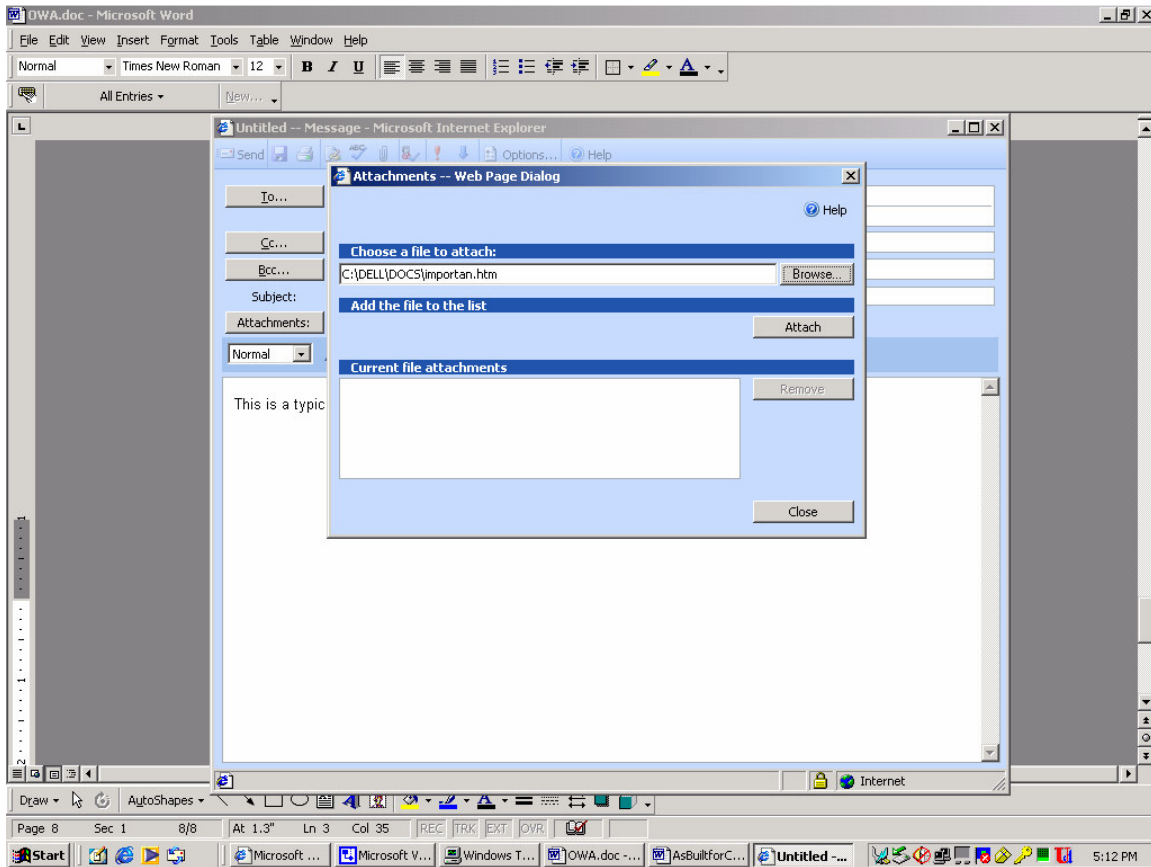 OWA.doc - Microsoft Word
File Edit View Insert Format Tools Table Window Help
Normal Times New Roman 12 B I U A
All Entries New...
L
Untitled -- Message - Microsoft Internet Explorer
Send ABC Options... Help
Attachments -- Web Page Dialog
To...
Help
Cc...
Choose a file to attach:
Bcc...
C:\DELL\DOCS\importan.htm Browse...
Subject:
Add the file to the list
Attachments:
Attach
Normal
Current file attachments
Remove
This is a typic
Close
Internet
Draw AutoShapes
Page 8 Sec 1 8/8 At 1.3" Ln 3 Col 35 REC TRK EXT OVR
Start Microsoft ... Microsoft V... Windows T... OWA.doc -... AsBuiltforC... Untitled -... 5:12 PM